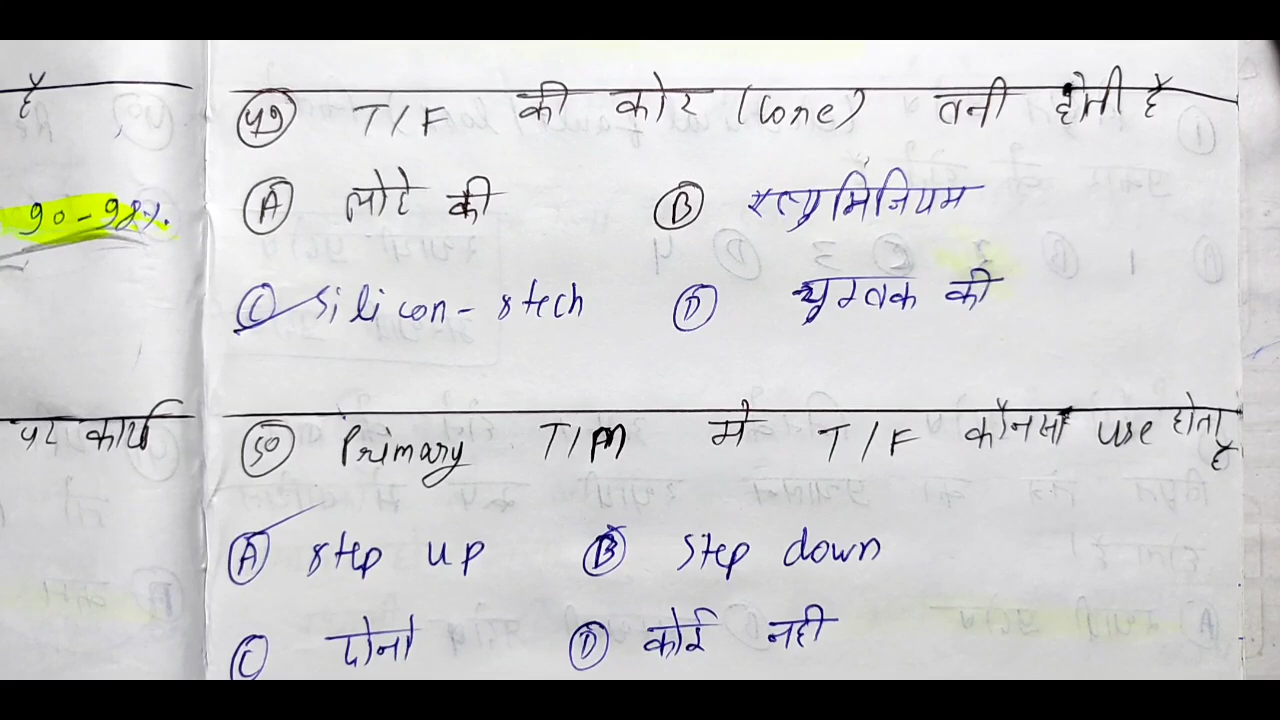 है
49 T/F की कोर (Core) बनी होती है
90-98%.
A लोहे की B एल्युमिनियम
C Silicon-stech D चुम्बक की
पर कार्य
50 Primary T/M मे T/F कौनसा use होता है
A step up B step down
C दोनो D कोई नही